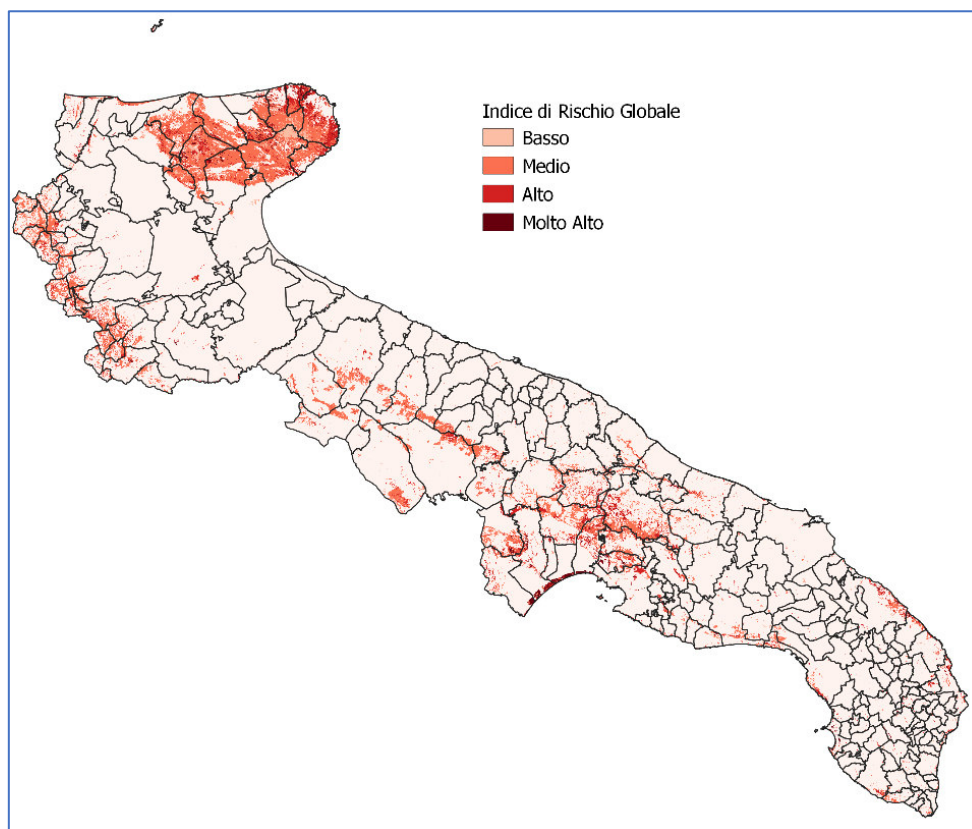 Indice di Rischio Globale
Basso
Medio
Alto
Molto Alto